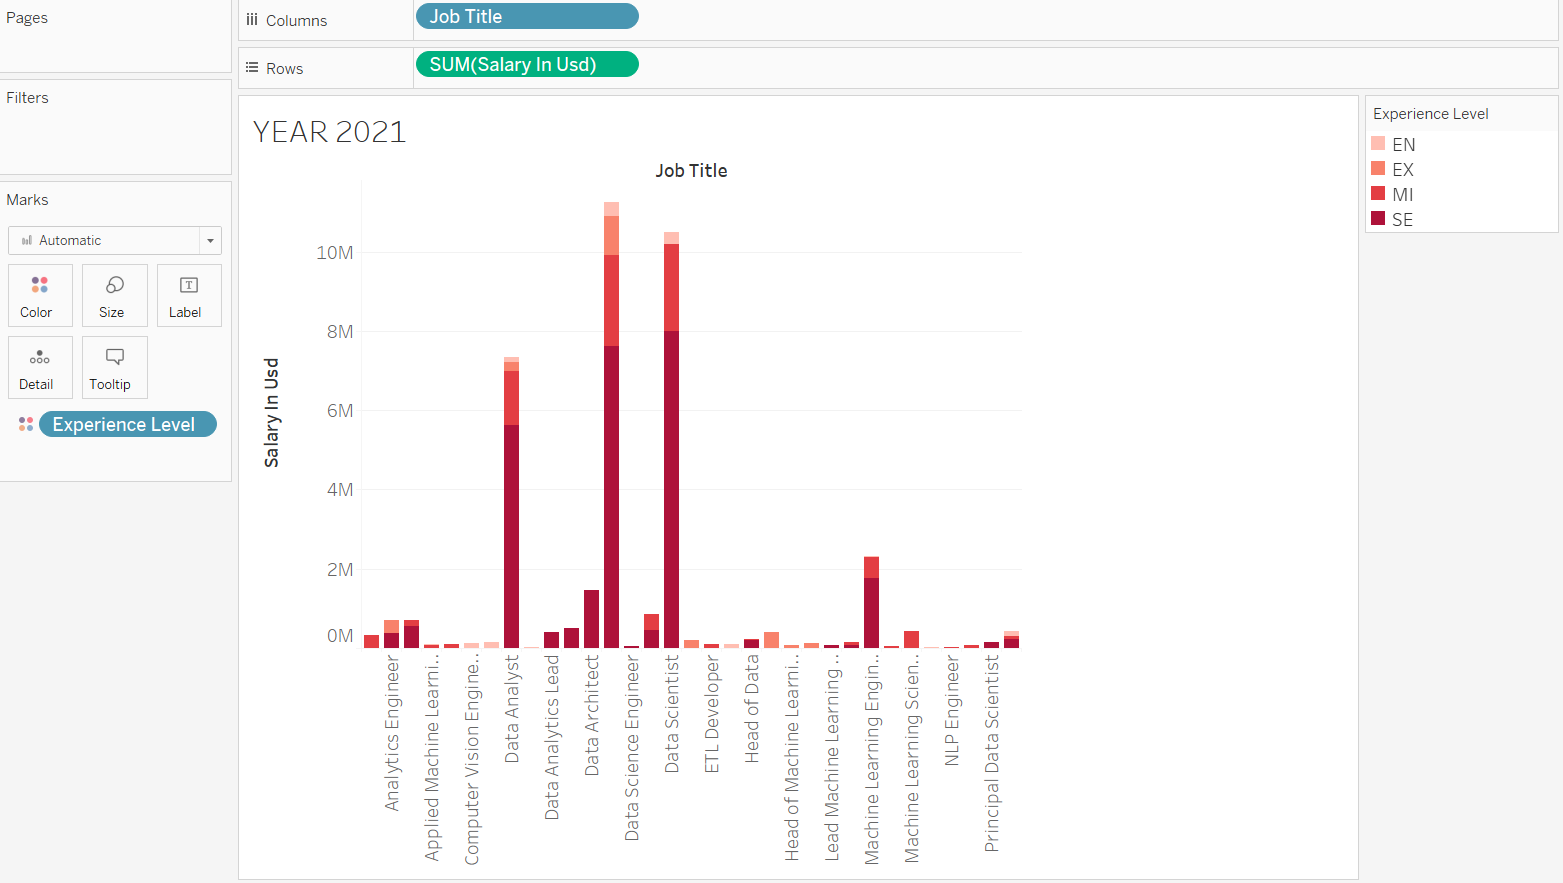 Pages
Columns
Job Title
Rows
SUM(Salary In Usd)
Filters
Marks
Automatic
Color
Size
Label
Detail
Tooltip
Experience Level
YEAR 2021
Job Title
Salary In Usd
10M
8M
6M
4M
2M
0M
Analytics Engineer
Applied Machine Learni..
Computer Vision Engine..
Data Analyst
Data Analytics Lead
Data Architect
Data Science Engineer
Data Scientist
ETL Developer
Head of Data
Head of Machine Learni..
Lead Machine Learning ..
Machine Learning Engin..
Machine Learning Scien..
NLP Engineer
Principal Data Scientist
Experience Level
EN
EX
MI
SE